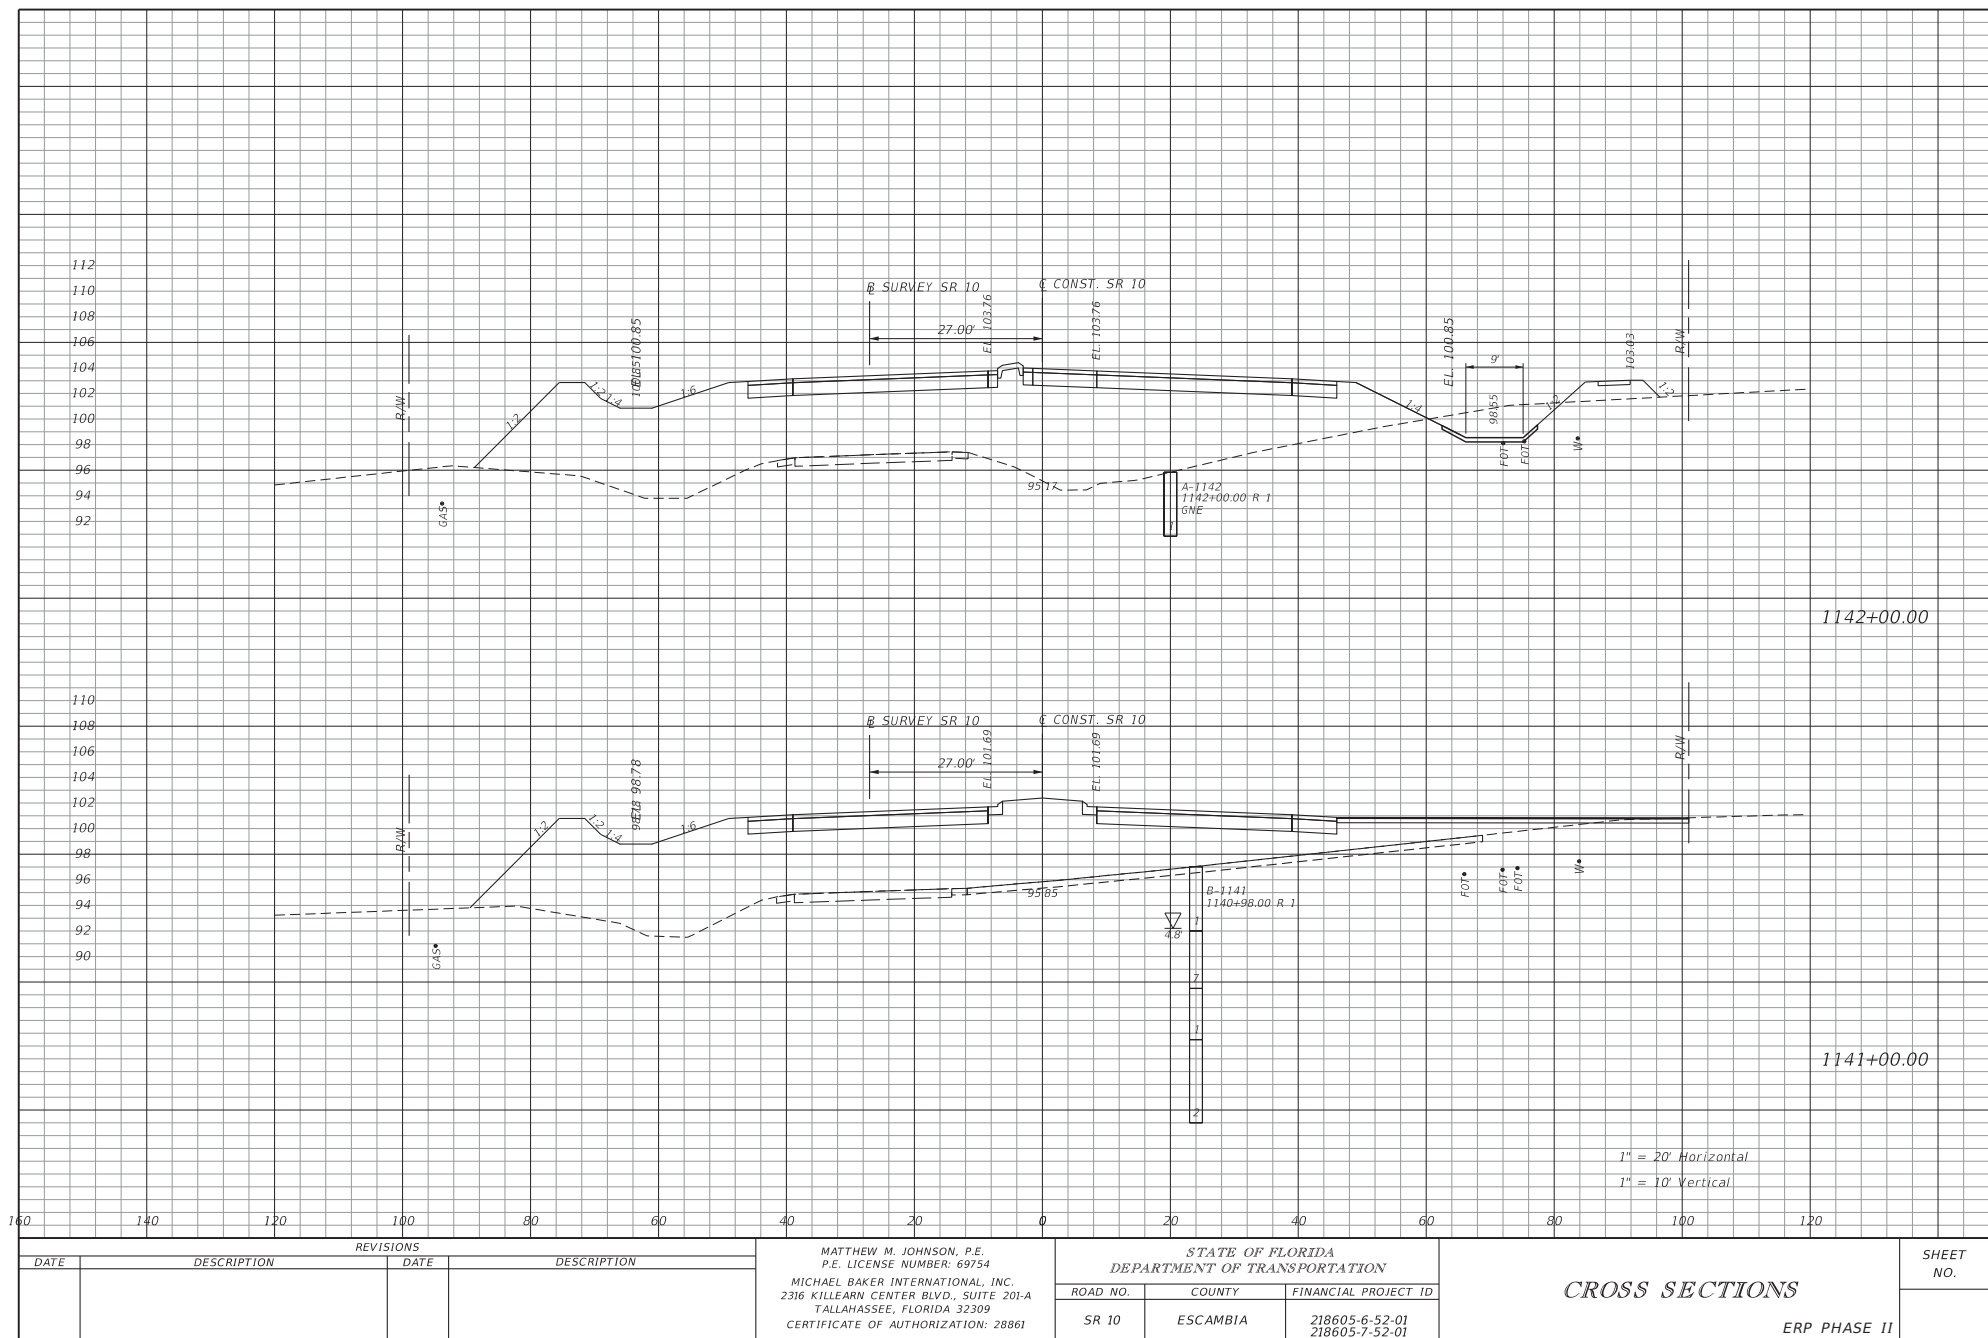 112
110
108
106
104
102
100
98
96
94
92
R/W
GAS
1:2
1:2
1:4
EL. 100.85
1:6
B SURVEY SR 10
27.00'
EL. 103.76
℄ CONST. SR 10
EL. 103.76
95.17
A-1142
1142+00.00 R 1
GNE
1
1:4
EL. 100.85
9'
98.55
FOT
FOT
1:2
W
103.03
1:2
R/W
1142+00.00
110
108
106
104
102
100
98
96
94
92
90
R/W
GAS
1:2
1:2
1:4
98.78
1:6
B SURVEY SR 10
27.00'
EL. 101.69
℄ CONST. SR 10
EL. 101.69
95.85
B-1141
1140+98.00 R 1
4.8'
1
7
1
2
FOT
FOT
FOT
W
R/W
1141+00.00
1" = 20' Horizontal
1" = 10' Vertical
160 140 120 100 80 60 40 20 0 20 40 60 80 100 120
REVISIONS
DATE DESCRIPTION DATE DESCRIPTION
MATTHEW M. JOHNSON, P.E.
P.E. LICENSE NUMBER: 69754
MICHAEL BAKER INTERNATIONAL, INC.
2316 KILLEARN CENTER BLVD., SUITE 201-A
TALLAHASSEE, FLORIDA 32309
CERTIFICATE OF AUTHORIZATION: 28861
STATE OF FLORIDA
DEPARTMENT OF TRANSPORTATION
ROAD NO. COUNTY FINANCIAL PROJECT ID
SR 10 ESCAMBIA 218605-6-52-01
218605-7-52-01
CROSS SECTIONS
ERP PHASE II
SHEET
NO.